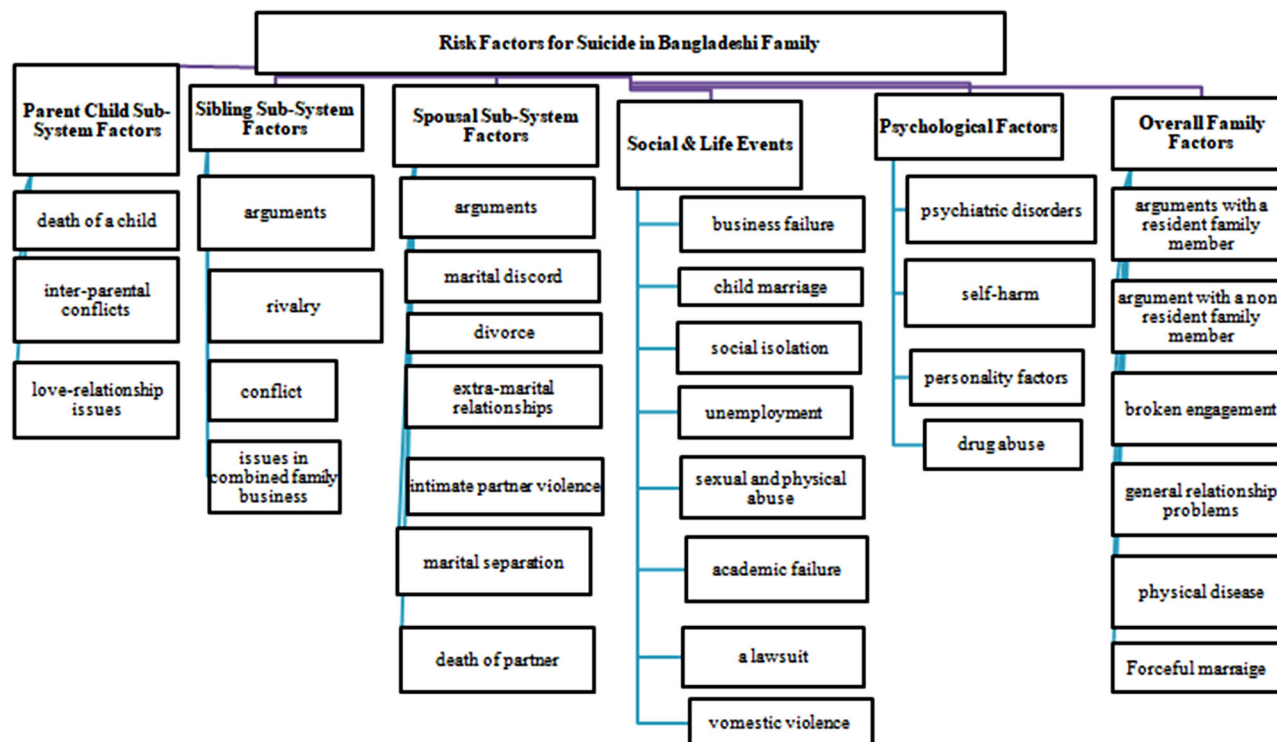 Risk Factors for Suicide in Bangladeshi Family
Parent Child Sub-
System Factors
death of a child
inter-parental
conflicts
love-relationship
issues
Sibling Sub-System
Factors
arguments
rivalry
conflict
issues in
combined family
business
Spousal Sub-System
Factors
arguments
marital discord
divorce
extra-marital
relationships
intimate partner violence
marital separation
death of partner
Social & Life Events
business failure
child marriage
social isolation
unemployment
sexual and physical
abuse
academic failure
a lawsuit
vomestic violence
Psychological Factors
psychiatric disorders
self-harm
personality factors
drug abuse
Overall Family
Factors
arguments with a
resident family
member
argument with a non-
resident family
member
broken engagement
general relationship
problems
physical disease
Forceful marraige